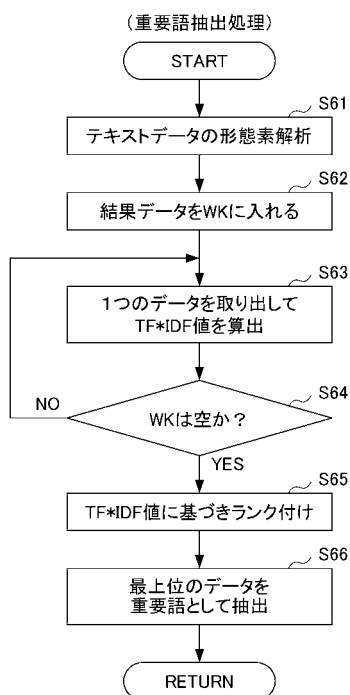 (重要語抽出処理)
START
S61
テキストデータの形態素解析
S62
結果データをWKに入れる
S63
1つのデータを取り出して
TF*IDF値を算出
S64
NO
WKは空か?
YES
S65
TF*IDF値に基づきランク付け
S66
最上位のデータを
重要語として抽出
RETURN